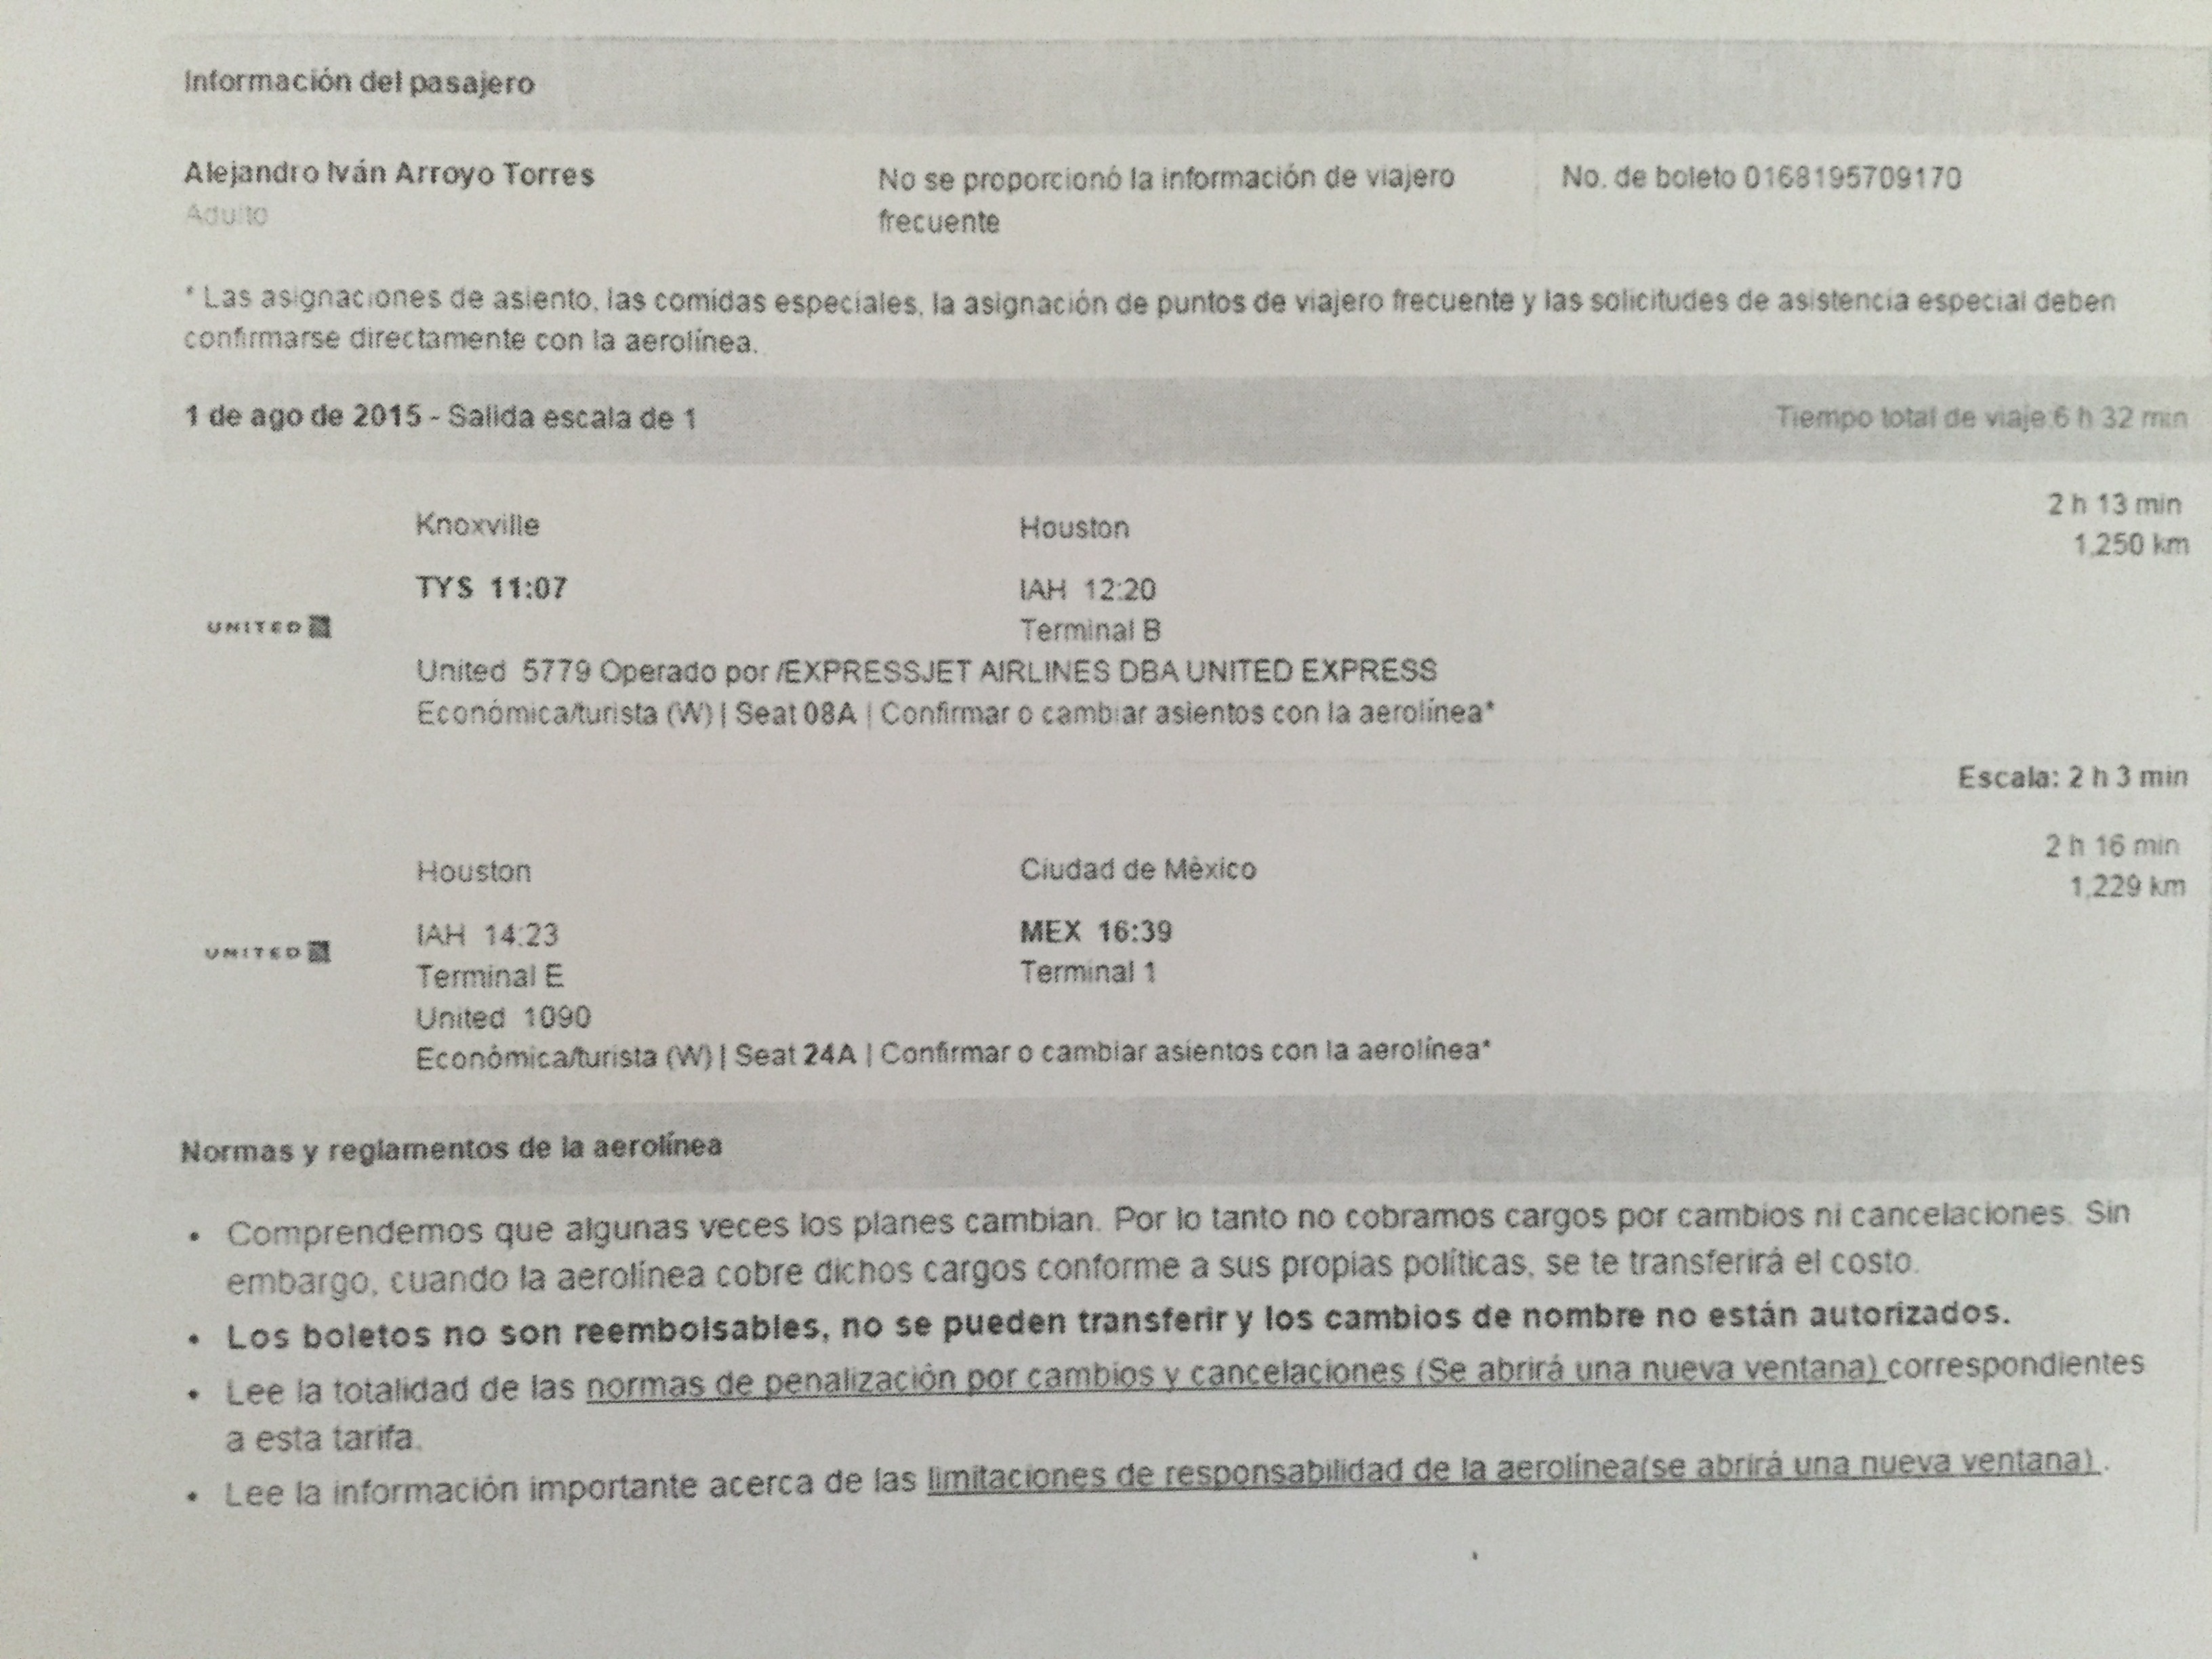 Información del pasajero
Alejandro Iván Arroyo Torres
Adulto
No se proporcionó la información de viajero
frecuente
No. de boleto 0168195709170
* Las asignaciones de asiento, las comidas especiales, la asignación de puntos de viajero frecuente y las solicitudes de asistencia especial deben
confirmarse directamente con la aerolínea.
1 de ago de 2015 - Salida escala de 1
Tiempo total de viaje:6 h 32 min
Knoxville
Houston
2 h 13 min
1,250 km
TYS 11:07
IAH 12:20
Terminal B
UNITED
United 5779 Operado por /EXPRESSJET AIRLINES DBA UNITED EXPRESS
Económica/turista (W) | Seat 08A | Confirmar o cambiar asientos con la aerolínea*
Escala: 2 h 3 min
Houston
Ciudad de México
2 h 16 min
1,229 km
IAH 14:23
MEX 16:39
UNITED
Terminal E
Terminal 1
United 1090
Económica/turista (W) | Seat 24A | Confirmar o cambiar asientos con la aerolínea*
Normas y reglamentos de la aerolínea
• Comprendemos que algunas veces los planes cambian. Por lo tanto no cobramos cargos por cambios ni cancelaciones. Sin
embargo, cuando la aerolínea cobre dichos cargos conforme a sus propias políticas, se te transferirá el costo.
• Los boletos no son reembolsables, no se pueden transferir y los cambios de nombre no están autorizados.
• Lee la totalidad de las normas de penalización por cambios y cancelaciones (Se abrirá una nueva ventana) correspondientes
a esta tarifa.
• Lee la información importante acerca de las limitaciones de responsabilidad de la aerolínea(se abrirá una nueva ventana).